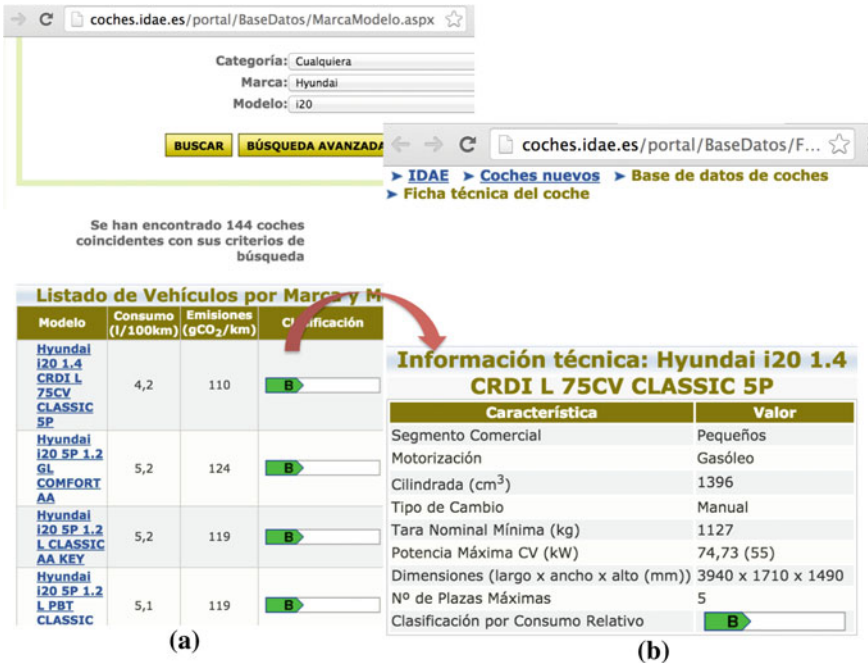 coches.idae.es/portal/BaseDatos/MarcaModelo.aspx
Categoría: Cualquiera
Marca: Hyundai
Modelo: i20
BUSCAR BÚSQUEDA AVANZADA
Se han encontrado 144 coches
coincidentes con sus criterios de
búsqueda
Listado de Vehículos por Marca y M
Modelo Consumo (l/100km) Emisiones (gCO2/km) Clasificación
Hyundai
i20 1.4
CRDI L
75CV
CLASSIC
5P
4,2 110 B
Hyundai
i20 5P 1.2
GL
COMFORT
AA
5,2 124 B
Hyundai
i20 5P 1.2
L CLASSIC
AA KEY
5,2 119 B
Hyundai
i20 5P 1.2
L PBT
CLASSIC
5,1 119 B
(a)
coches.idae.es/portal/BaseDatos/F...
➤ IDAE ➤ Coches nuevos ➤ Base de datos de coches
➤ Ficha técnica del coche
Información técnica: Hyundai i20 1.4
CRDI L 75CV CLASSIC 5P
Característica Valor
Segmento Comercial Pequeños
Motorización Gasóleo
Cilindrada (cm3) 1396
Tipo de Cambio Manual
Tara Nominal Mínima (kg) 1127
Potencia Máxima CV (kW) 74,73 (55)
Dimensiones (largo x ancho x alto (mm)) 3940 x 1710 x 1490
Nº de Plazas Máximas 5
Clasificación por Consumo Relativo B
(b)